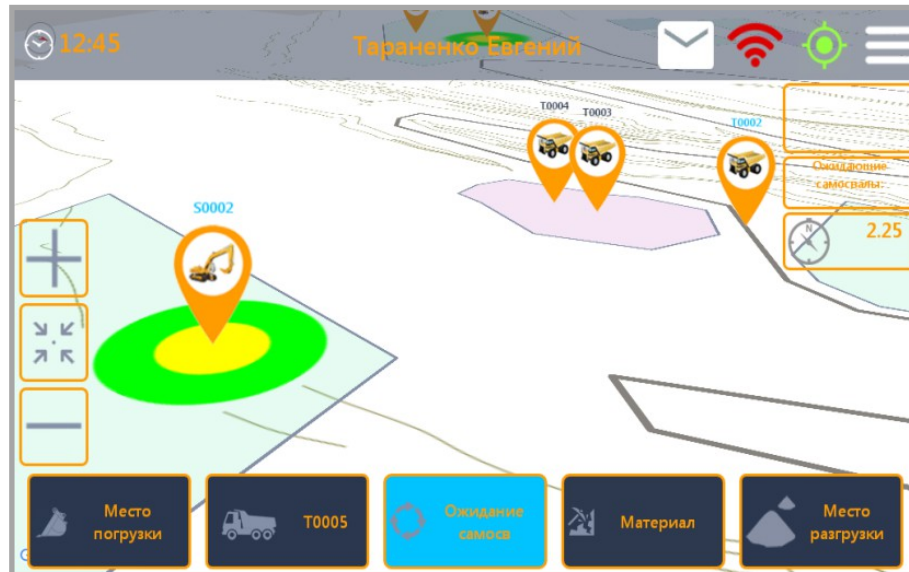 12:45
Тараненко Евгений
T0004
T0003
T0002
Ожидающие
самосвалы:
N
2.25
S0002
Место
погрузки
T0005
Ожидание
самосв
Материал
Место
разгрузки